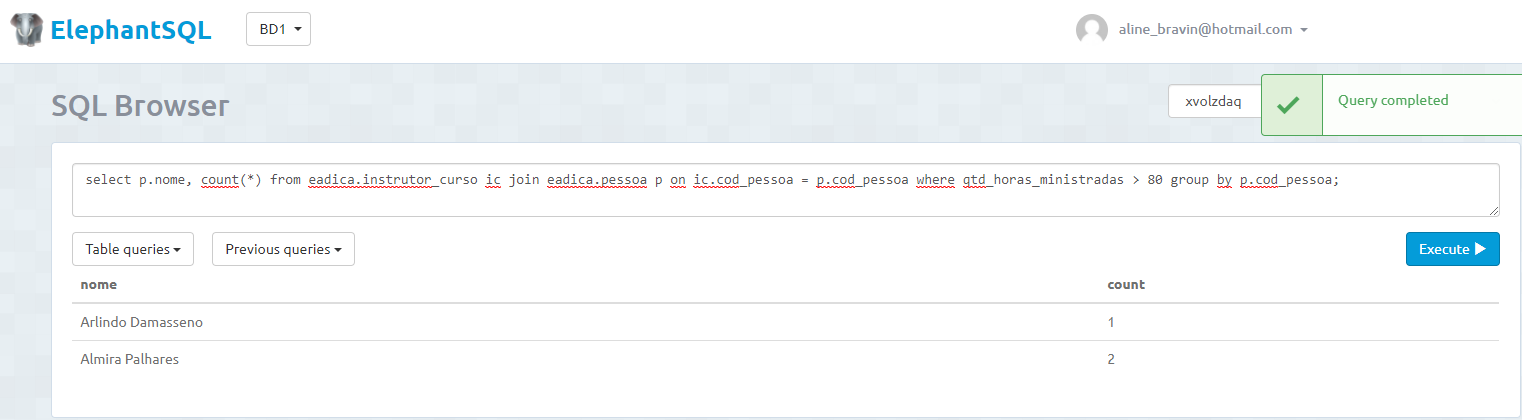 ElephantSQL BD1 aline_bravin@hotmail.com
SQL Browser xvolzdaq Query completed
select p.nome, count(*) from eadica.instrutor_curso ic join eadica.pessoa p on ic.cod_pessoa = p.cod_pessoa where qtd_horas_ministradas > 80 group by p.cod_pessoa;
Table queries Previous queries Execute
nome count
Arlindo Damasseno 1
Almira Palhares 2